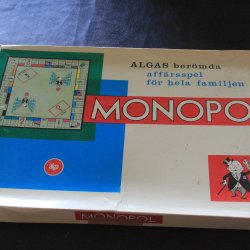 ALGAS berömda
affärsspel
för hela familjen
MONOPOL
MONOPOL